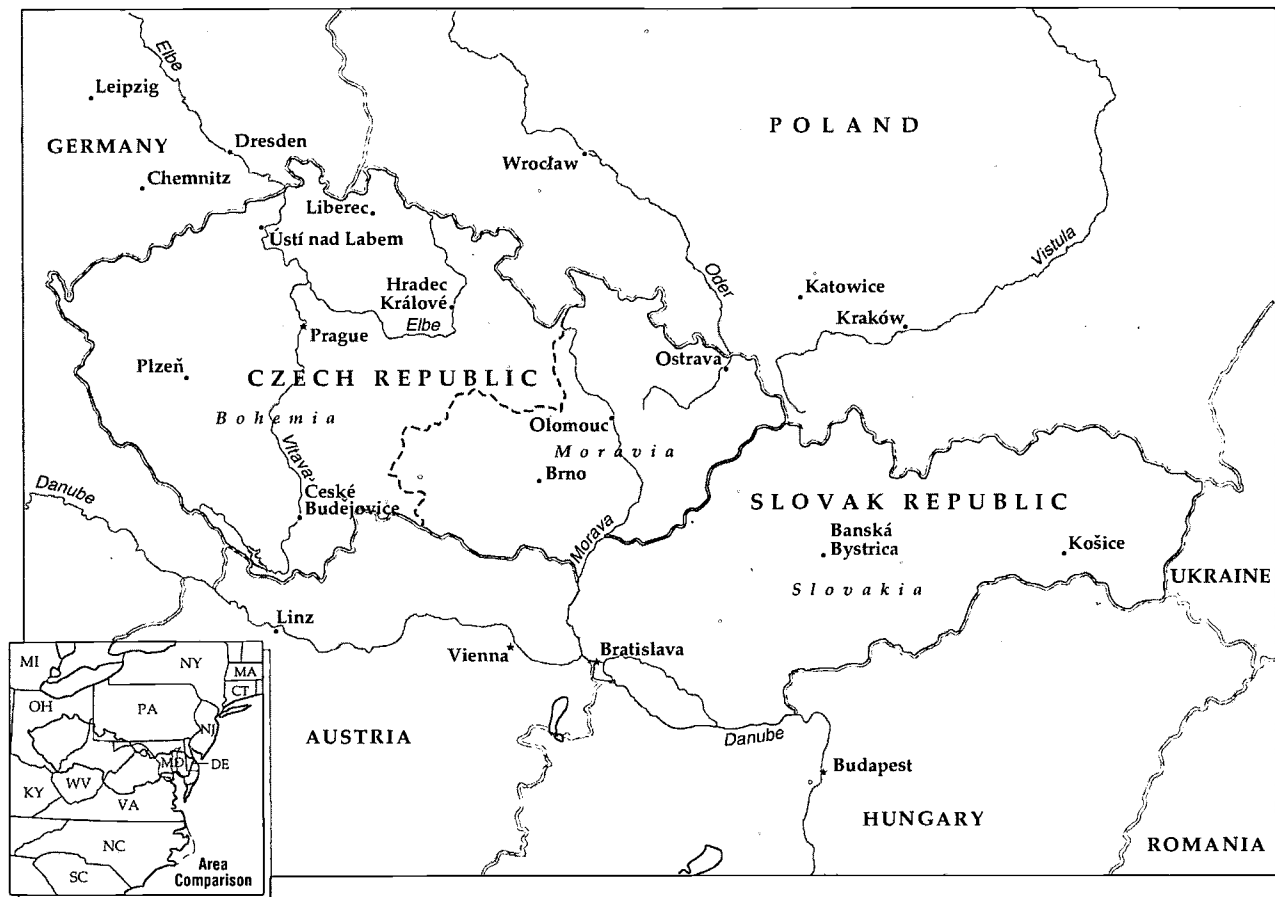 Elbe
Leipzig
GERMANY
Dresden
Chemnitz
POLAND
Wrocław
Liberec
Ústí nad Labem
Hradec
Králové
Elbe
Oder
Vistula
Katowice
Kraków
Prague
Plzeň
Ostrava
CZECH REPUBLIC
Bohemia
Olomouc
Moravia
Brno
Vltava
Danube
Ceské
Budejovice
Morava
SLOVAK REPUBLIC
Banská
Bystrica
Košice
Slovakia
UKRAINE
Linz
Vienna
Bratislava
AUSTRIA
Danube
Budapest
HUNGARY
ROMANIA
MI
NY
MA
CT
OH
PA
NJ
MD
DE
WV
KY
VA
NC
SC
Area
Comparison